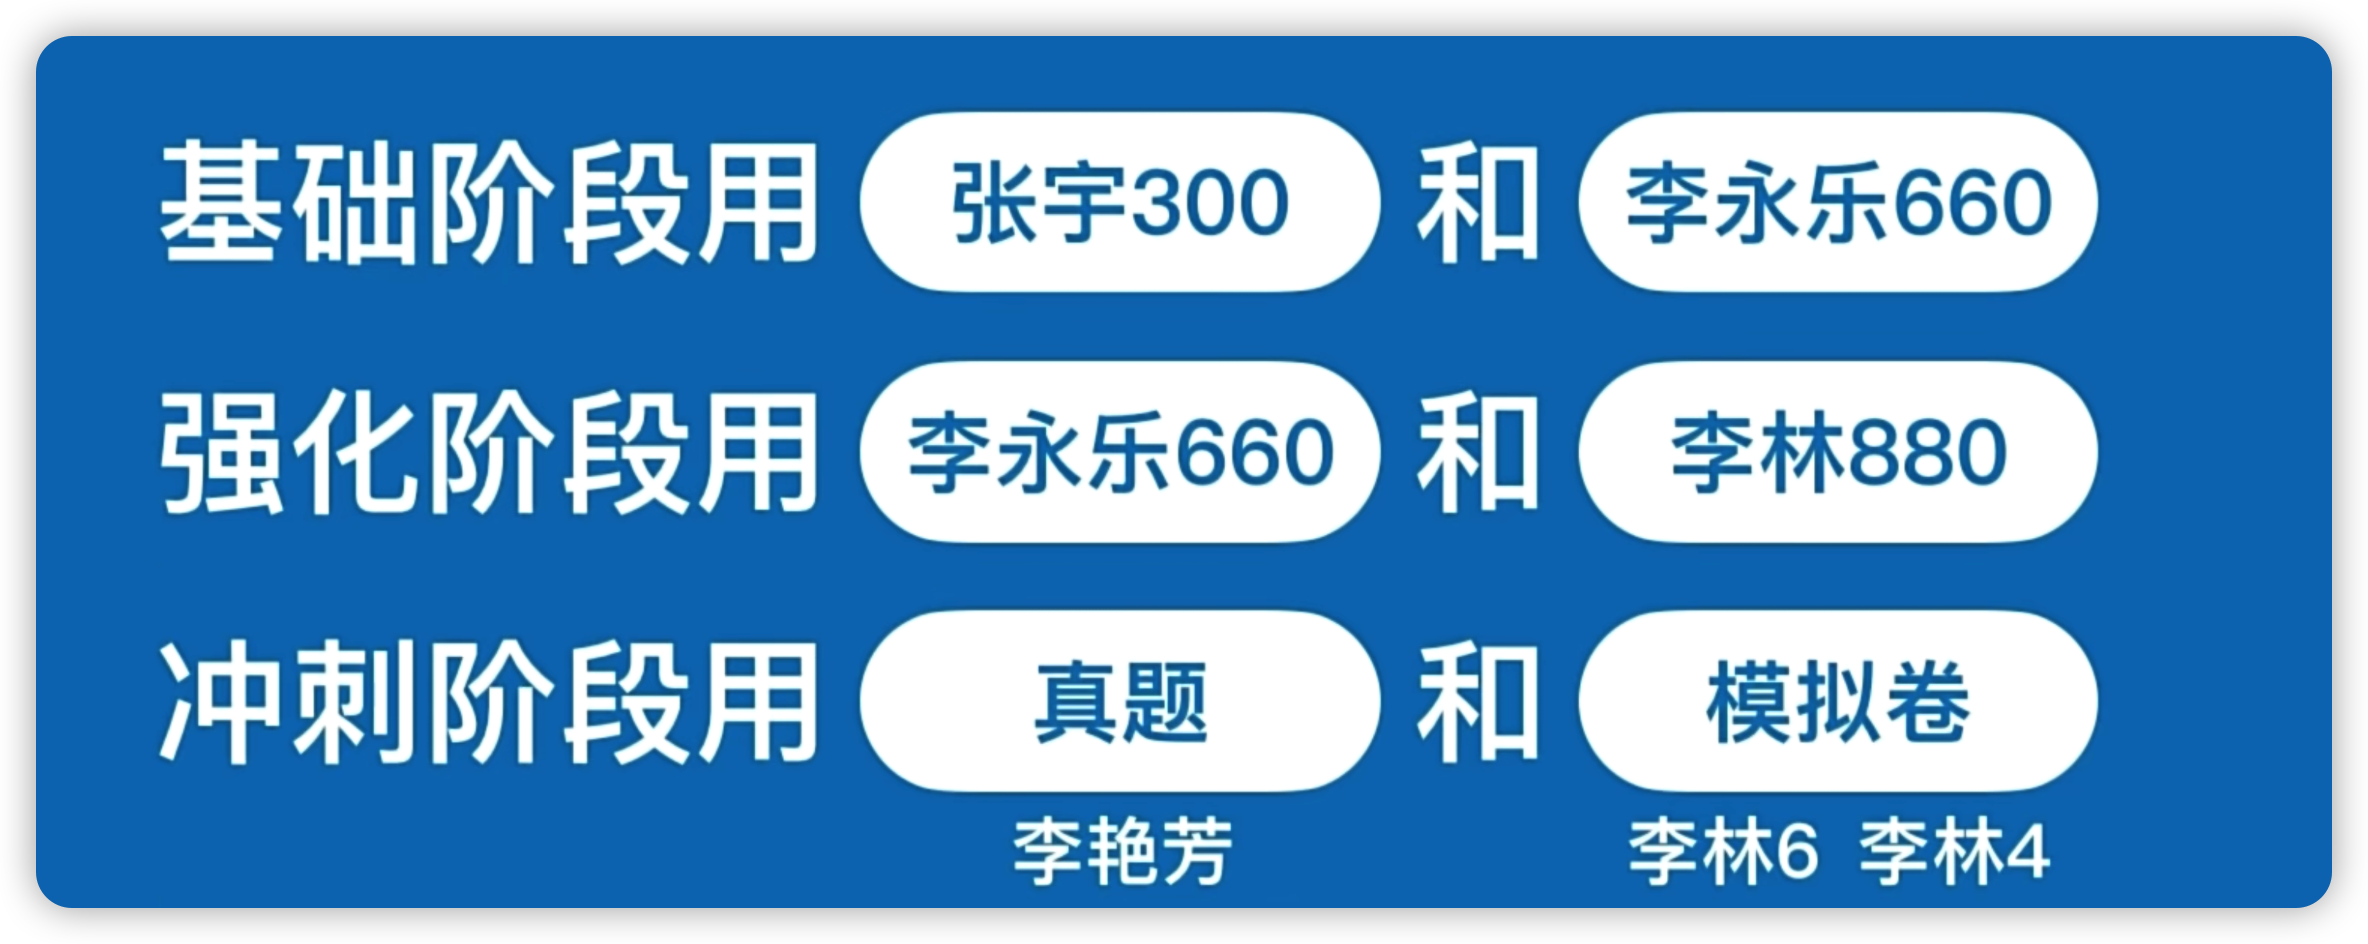 基础阶段用 张宇300 和 李永乐660
强化阶段用 李永乐660 和 李林880
冲刺阶段用 真题 和 模拟卷
李艳芳 李林6 李林4